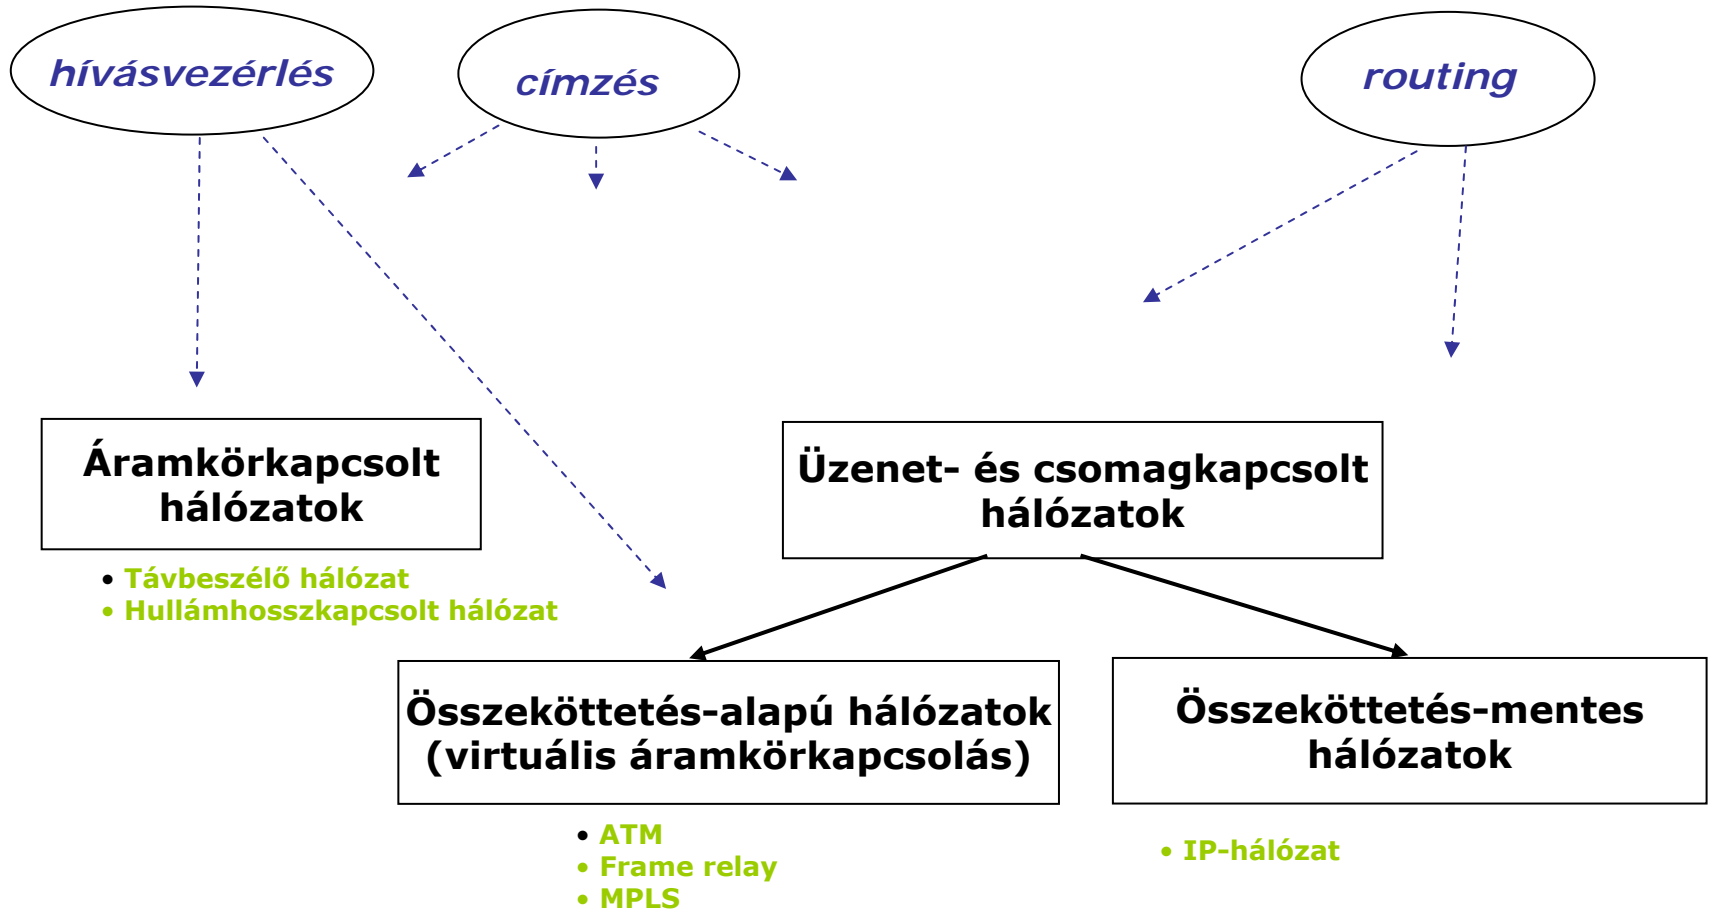 hívásvezérlés
címzés
routing
Áramkörkapcsolt
hálózatok
• Távbeszélő hálózat
• Hullámhosszkapcsolt hálózat
Üzenet- és csomagkapcsolt
hálózatok
Összeköttetés-alapú hálózatok
(virtuális áramkörkapcsolás)
• ATM
• Frame relay
• MPLS
Összeköttetés-mentes
hálózatok
• IP-hálózat